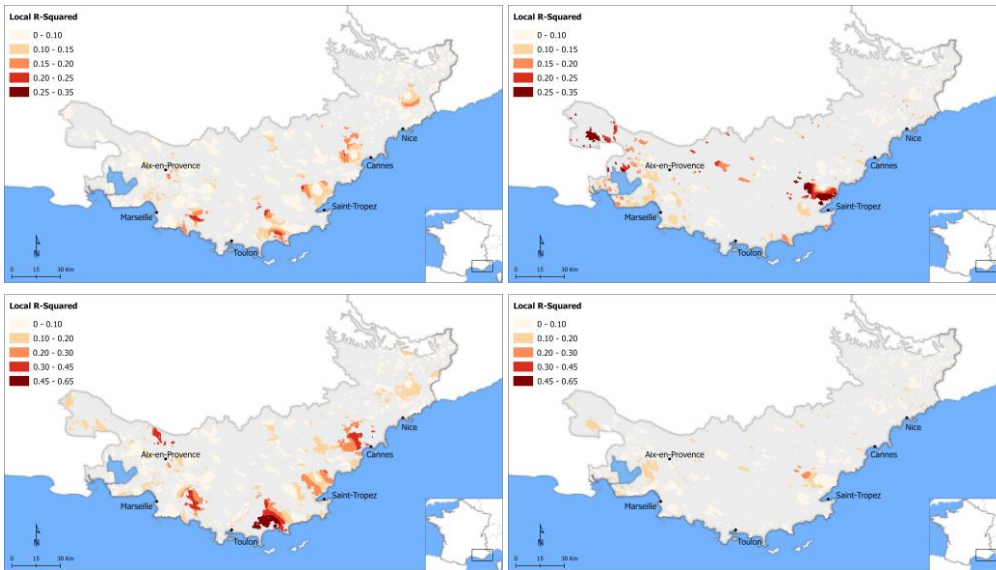 Local R-Squared
0 - 0.10
0.10 - 0.15
0.15 - 0.20
0.20 - 0.25
0.25 - 0.35
Nice
Cannes
Aix-en-Provence
Saint-Tropez
Marseille
Toulon
N
0 15 30 Km
Local R-Squared
0 - 0.10
0.10 - 0.15
0.15 - 0.20
0.20 - 0.25
0.25 - 0.35
Nice
Cannes
Aix-en-Provence
Saint-Tropez
Marseille
Toulon
N
0 15 30 Km
Local R-Squared
0 - 0.10
0.10 - 0.20
0.20 - 0.30
0.30 - 0.45
0.45 - 0.65
Nice
Cannes
Aix-en-Provence
Saint-Tropez
Marseille
Toulon
N
0 15 30 Km
Local R-Squared
0 - 0.10
0.10 - 0.20
0.20 - 0.30
0.30 - 0.45
0.45 - 0.65
Nice
Cannes
Aix-en-Provence
Saint-Tropez
Marseille
Toulon
N
0 15 30 Km